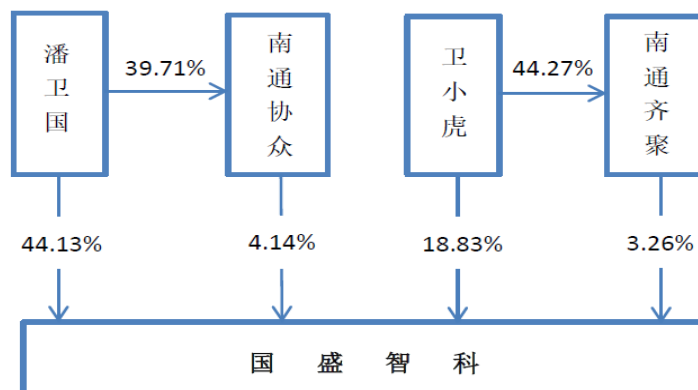 潘卫国
39.71%
南通协众
卫小虎
44.27%
南通齐聚
44.13%
4.14%
18.83%
3.26%
国盛智科